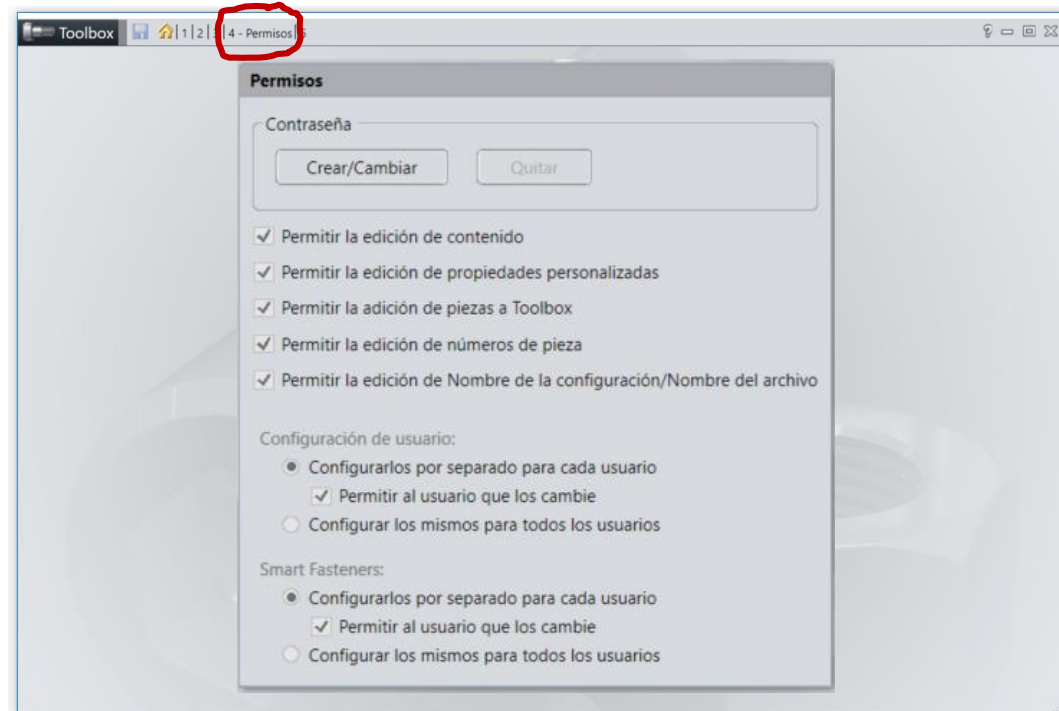 Toolbox | 1 | 2 | 3 | 4 - Permisos | 5
Permisos
Contraseña
Crear/Cambiar Quitar
Permitir la edición de contenido
Permitir la edición de propiedades personalizadas
Permitir la adición de piezas a Toolbox
Permitir la edición de números de pieza
Permitir la edición de Nombre de la configuración/Nombre del archivo
Configuración de usuario:
Configurarlos por separado para cada usuario
Permitir al usuario que los cambie
Configurar los mismos para todos los usuarios
Smart Fasteners:
Configurarlos por separado para cada usuario
Permitir al usuario que los cambie
Configurar los mismos para todos los usuarios